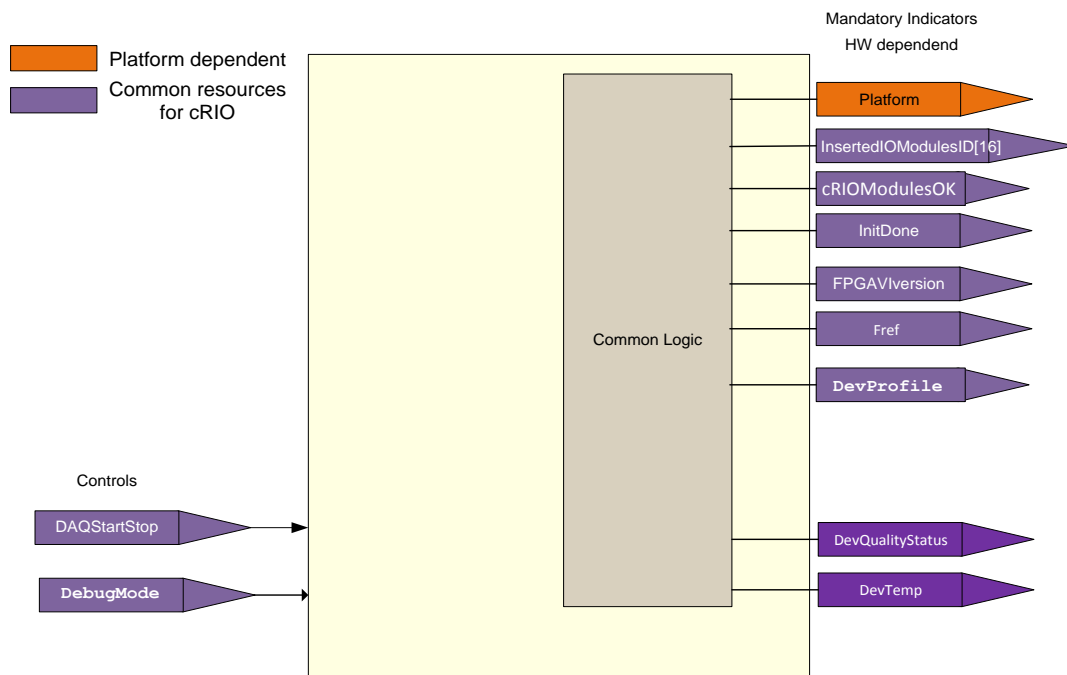 Mandatory Indicators
HW dependend
Platform dependent
Common resources
for cRIO
Platform
InsertedIOModulesID[16]
cRIOModulesOK
InitDone
FPGAVIversion
Fref
Common Logic
DevProfile
Controls
DAQStartStop
DevQualityStatus
DebugMode
DevTemp